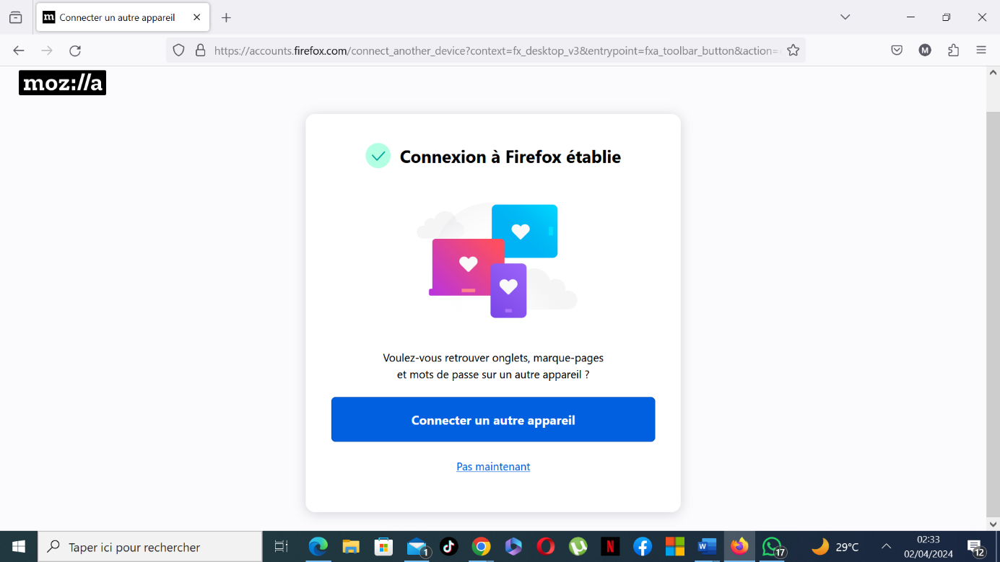 Connecter un autre appareil
https://accounts.firefox.com/connect_another_device?context=fx_desktop_v3&entrypoint=fxa_toolbar_button&action=
M
moz://a
Connexion à Firefox établie
Voulez-vous retrouver onglets, marque-pages
et mots de passe sur un autre appareil ?
Connecter un autre appareil
Pas maintenant
Taper ici pour rechercher
1
17
29°C
02:33
02/04/2024
12